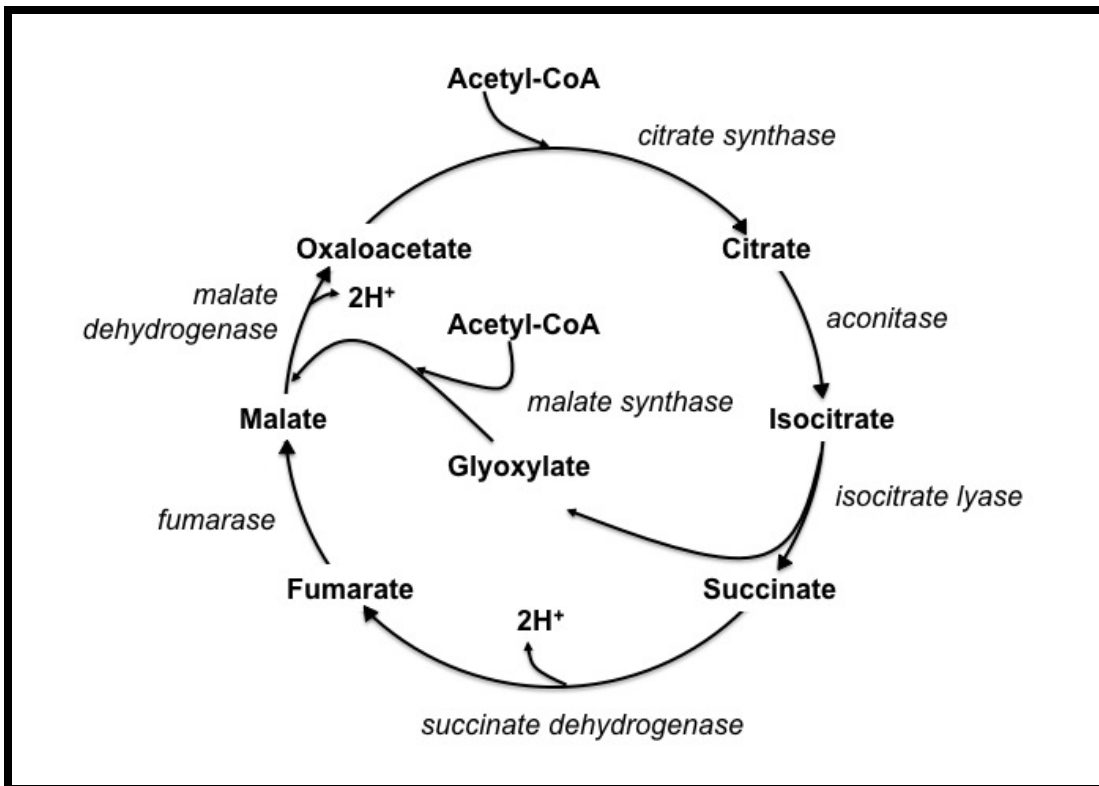 Acetyl-CoA
citrate synthase
Oxaloacetate
Citrate
malate
dehydrogenase
2H⁺
Acetyl-CoA
aconitase
malate synthase
Malate
Isocitrate
Glyoxylate
isocitrate lyase
fumarase
Fumarate
Succinate
2H⁺
succinate dehydrogenase